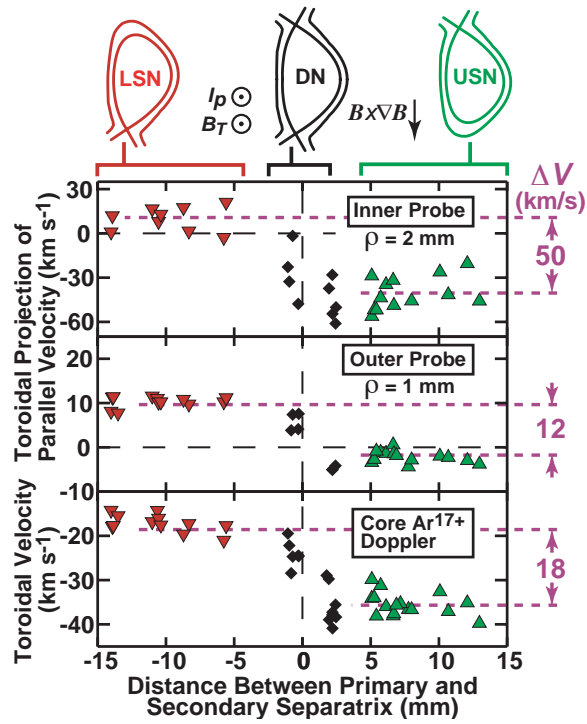 LSN
DN
USN
Ip ⊙
BT ⊙
B×∇B ↓
ΔV
(km/s)
Toroidal Projection of
Parallel Velocity (km s-1)
30
0
-30
-60
Inner Probe
ρ = 2 mm
50
20
10
0
-10
Outer Probe
ρ = 1 mm
12
Toroidal Velocity
(km s-1)
-20
-30
-40
Core Ar17+
Doppler
18
-15 -10 -5 0 5 10 15
Distance Between Primary and
Secondary Separatrix (mm)